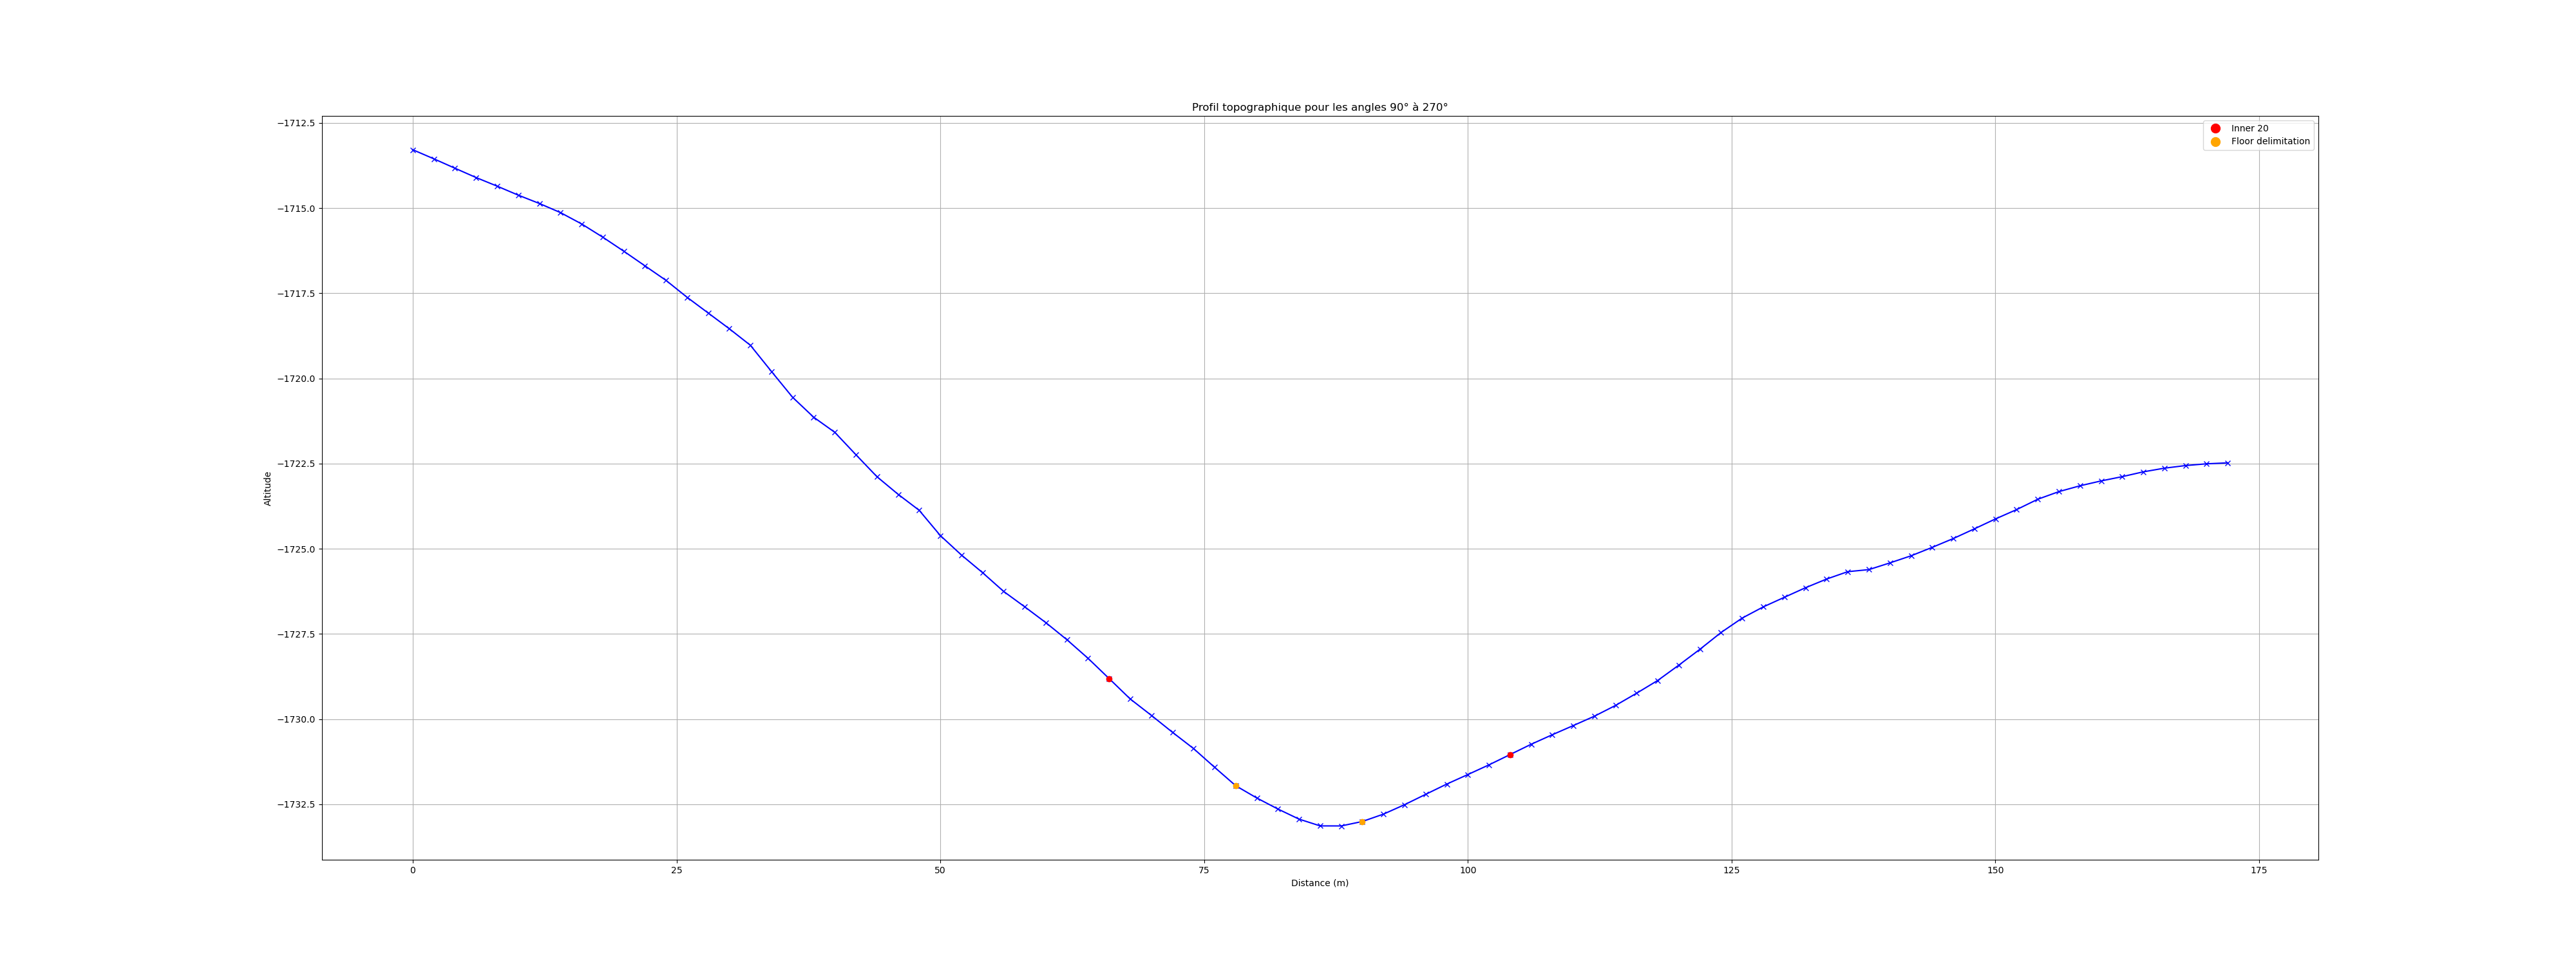 Profil topographique pour les angles 90° à 270°
Inner 20
Floor delimitation
−1712.5
−1715.0
−1717.5
−1720.0
−1722.5
−1725.0
−1727.5
−1730.0
−1732.5
Altitude
0 25 50 75 100 125 150 175
Distance (m)